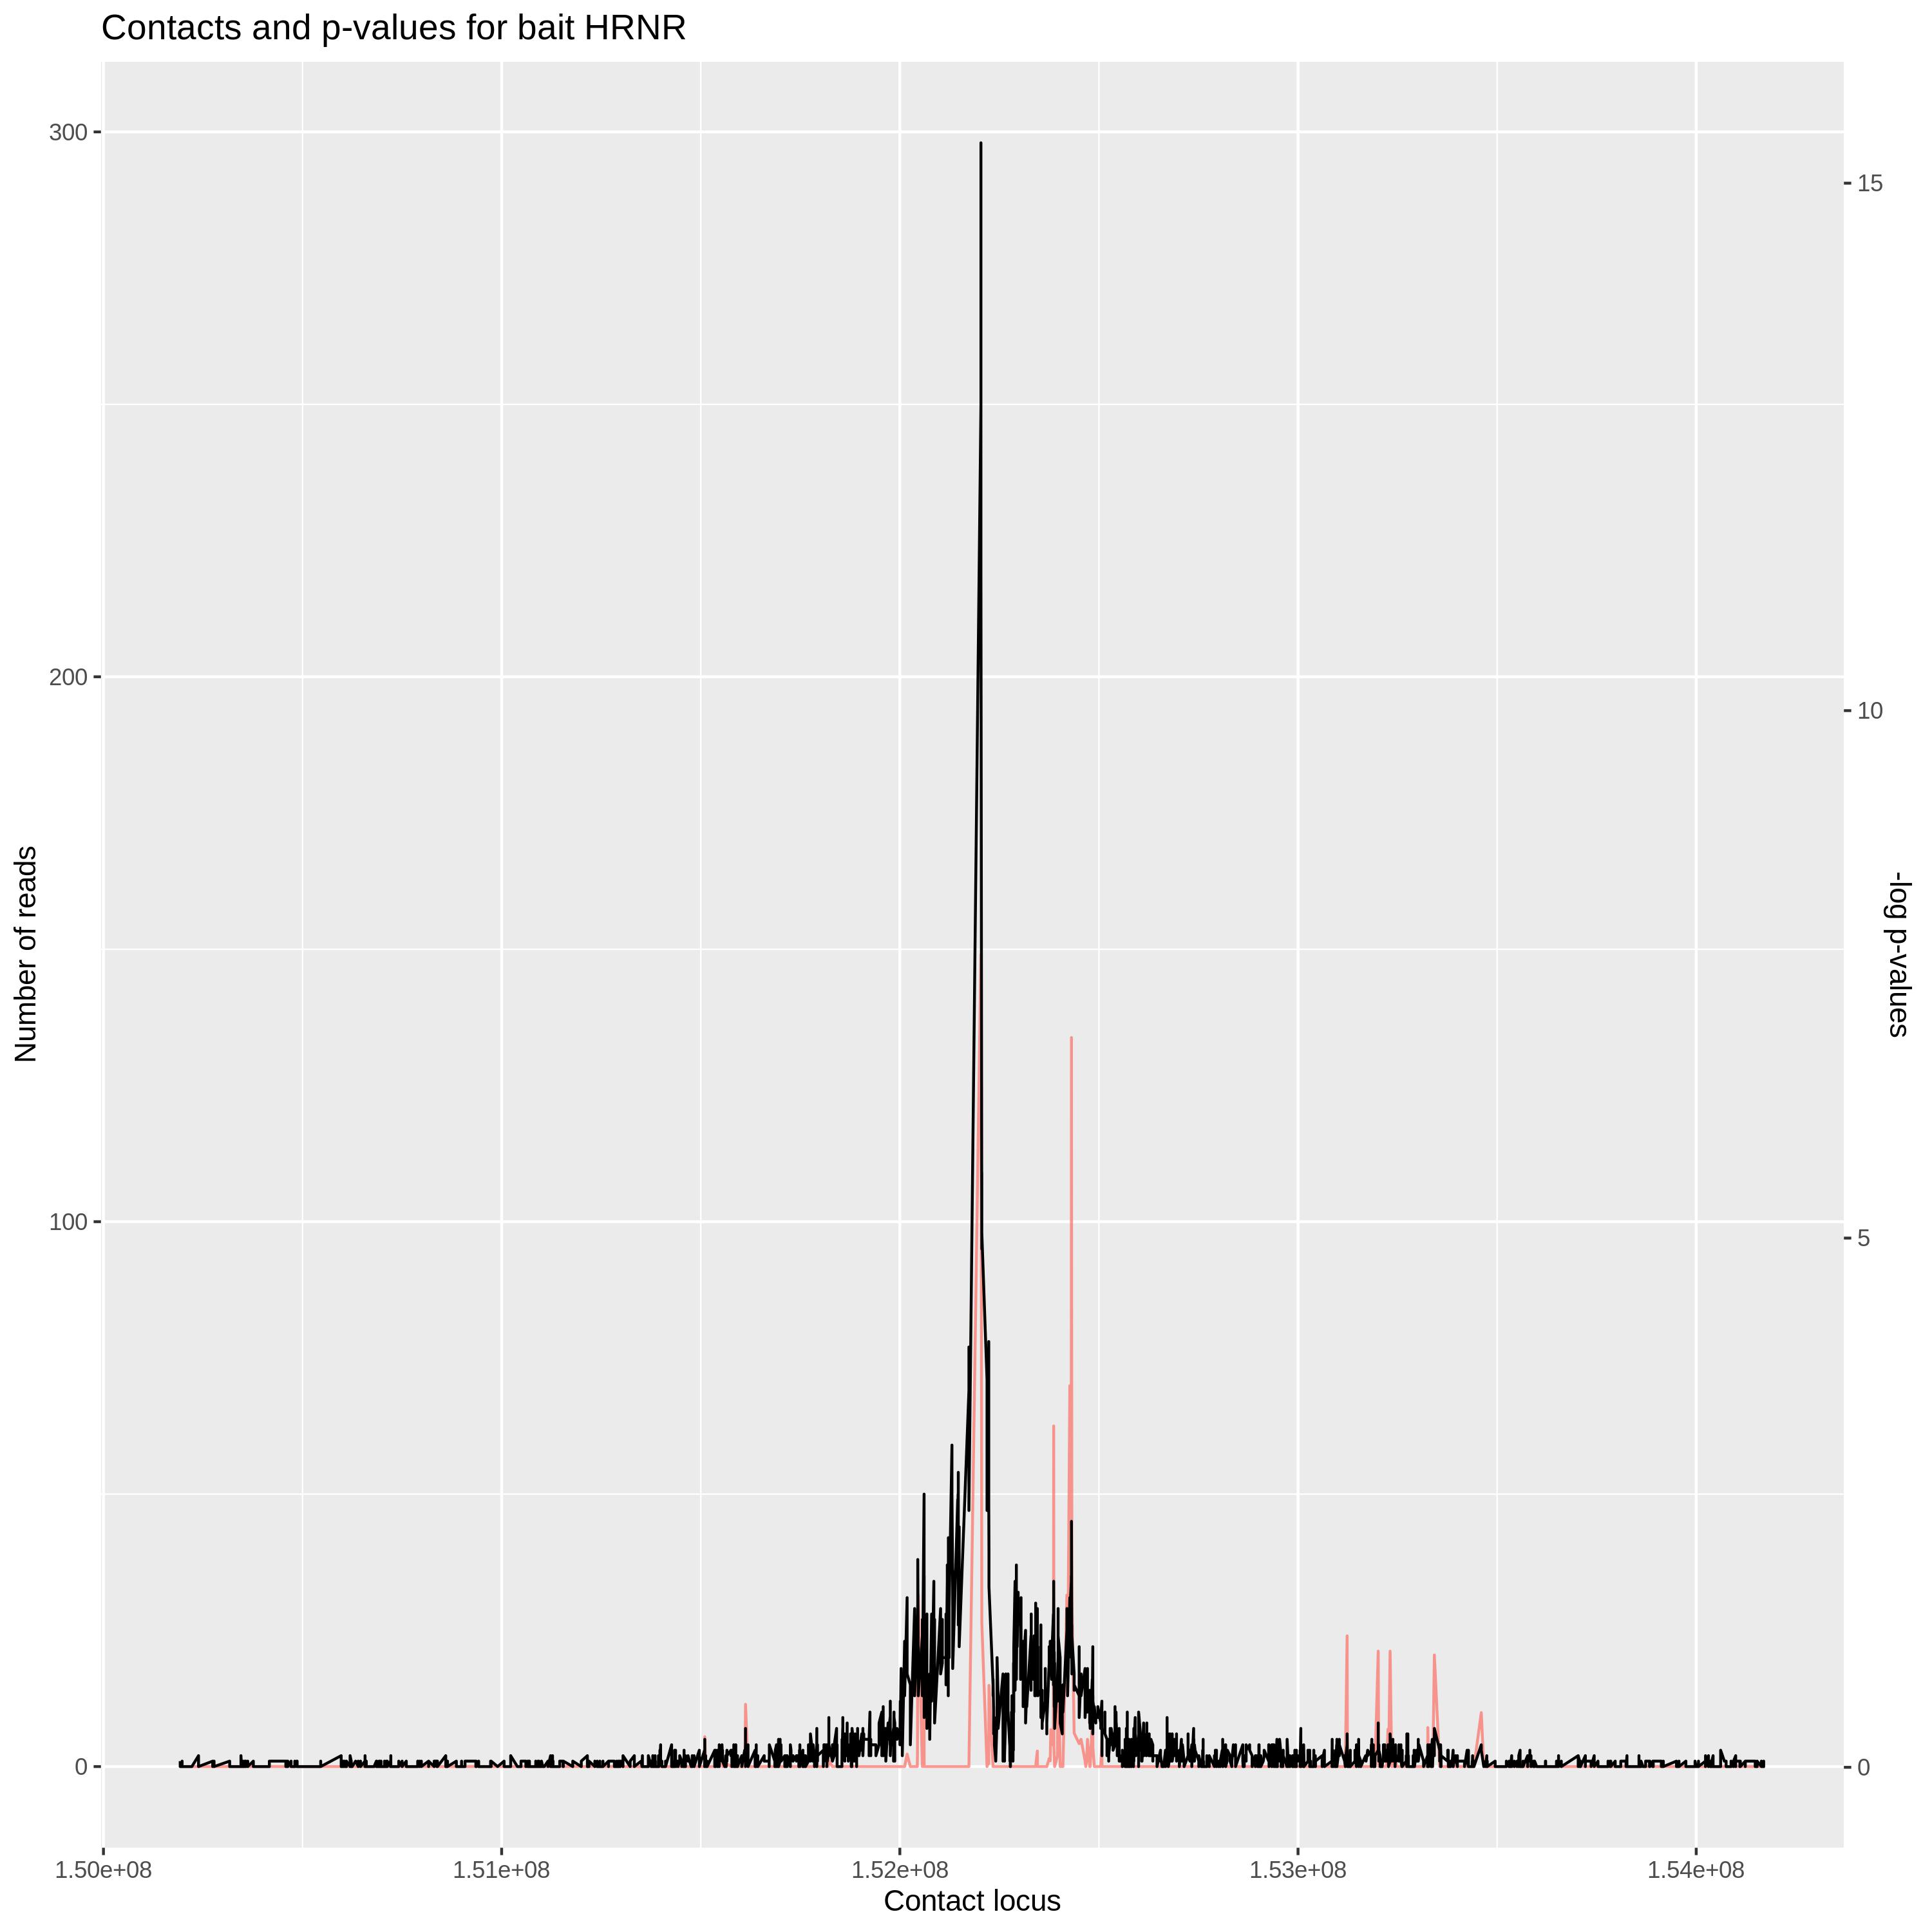 Contacts and p-values for bait HRNR
300
200
100
0
Number of reads
15
10
5
0
-log p-values
1.50e+08
1.51e+08
1.52e+08
1.53e+08
1.54e+08
Contact locus